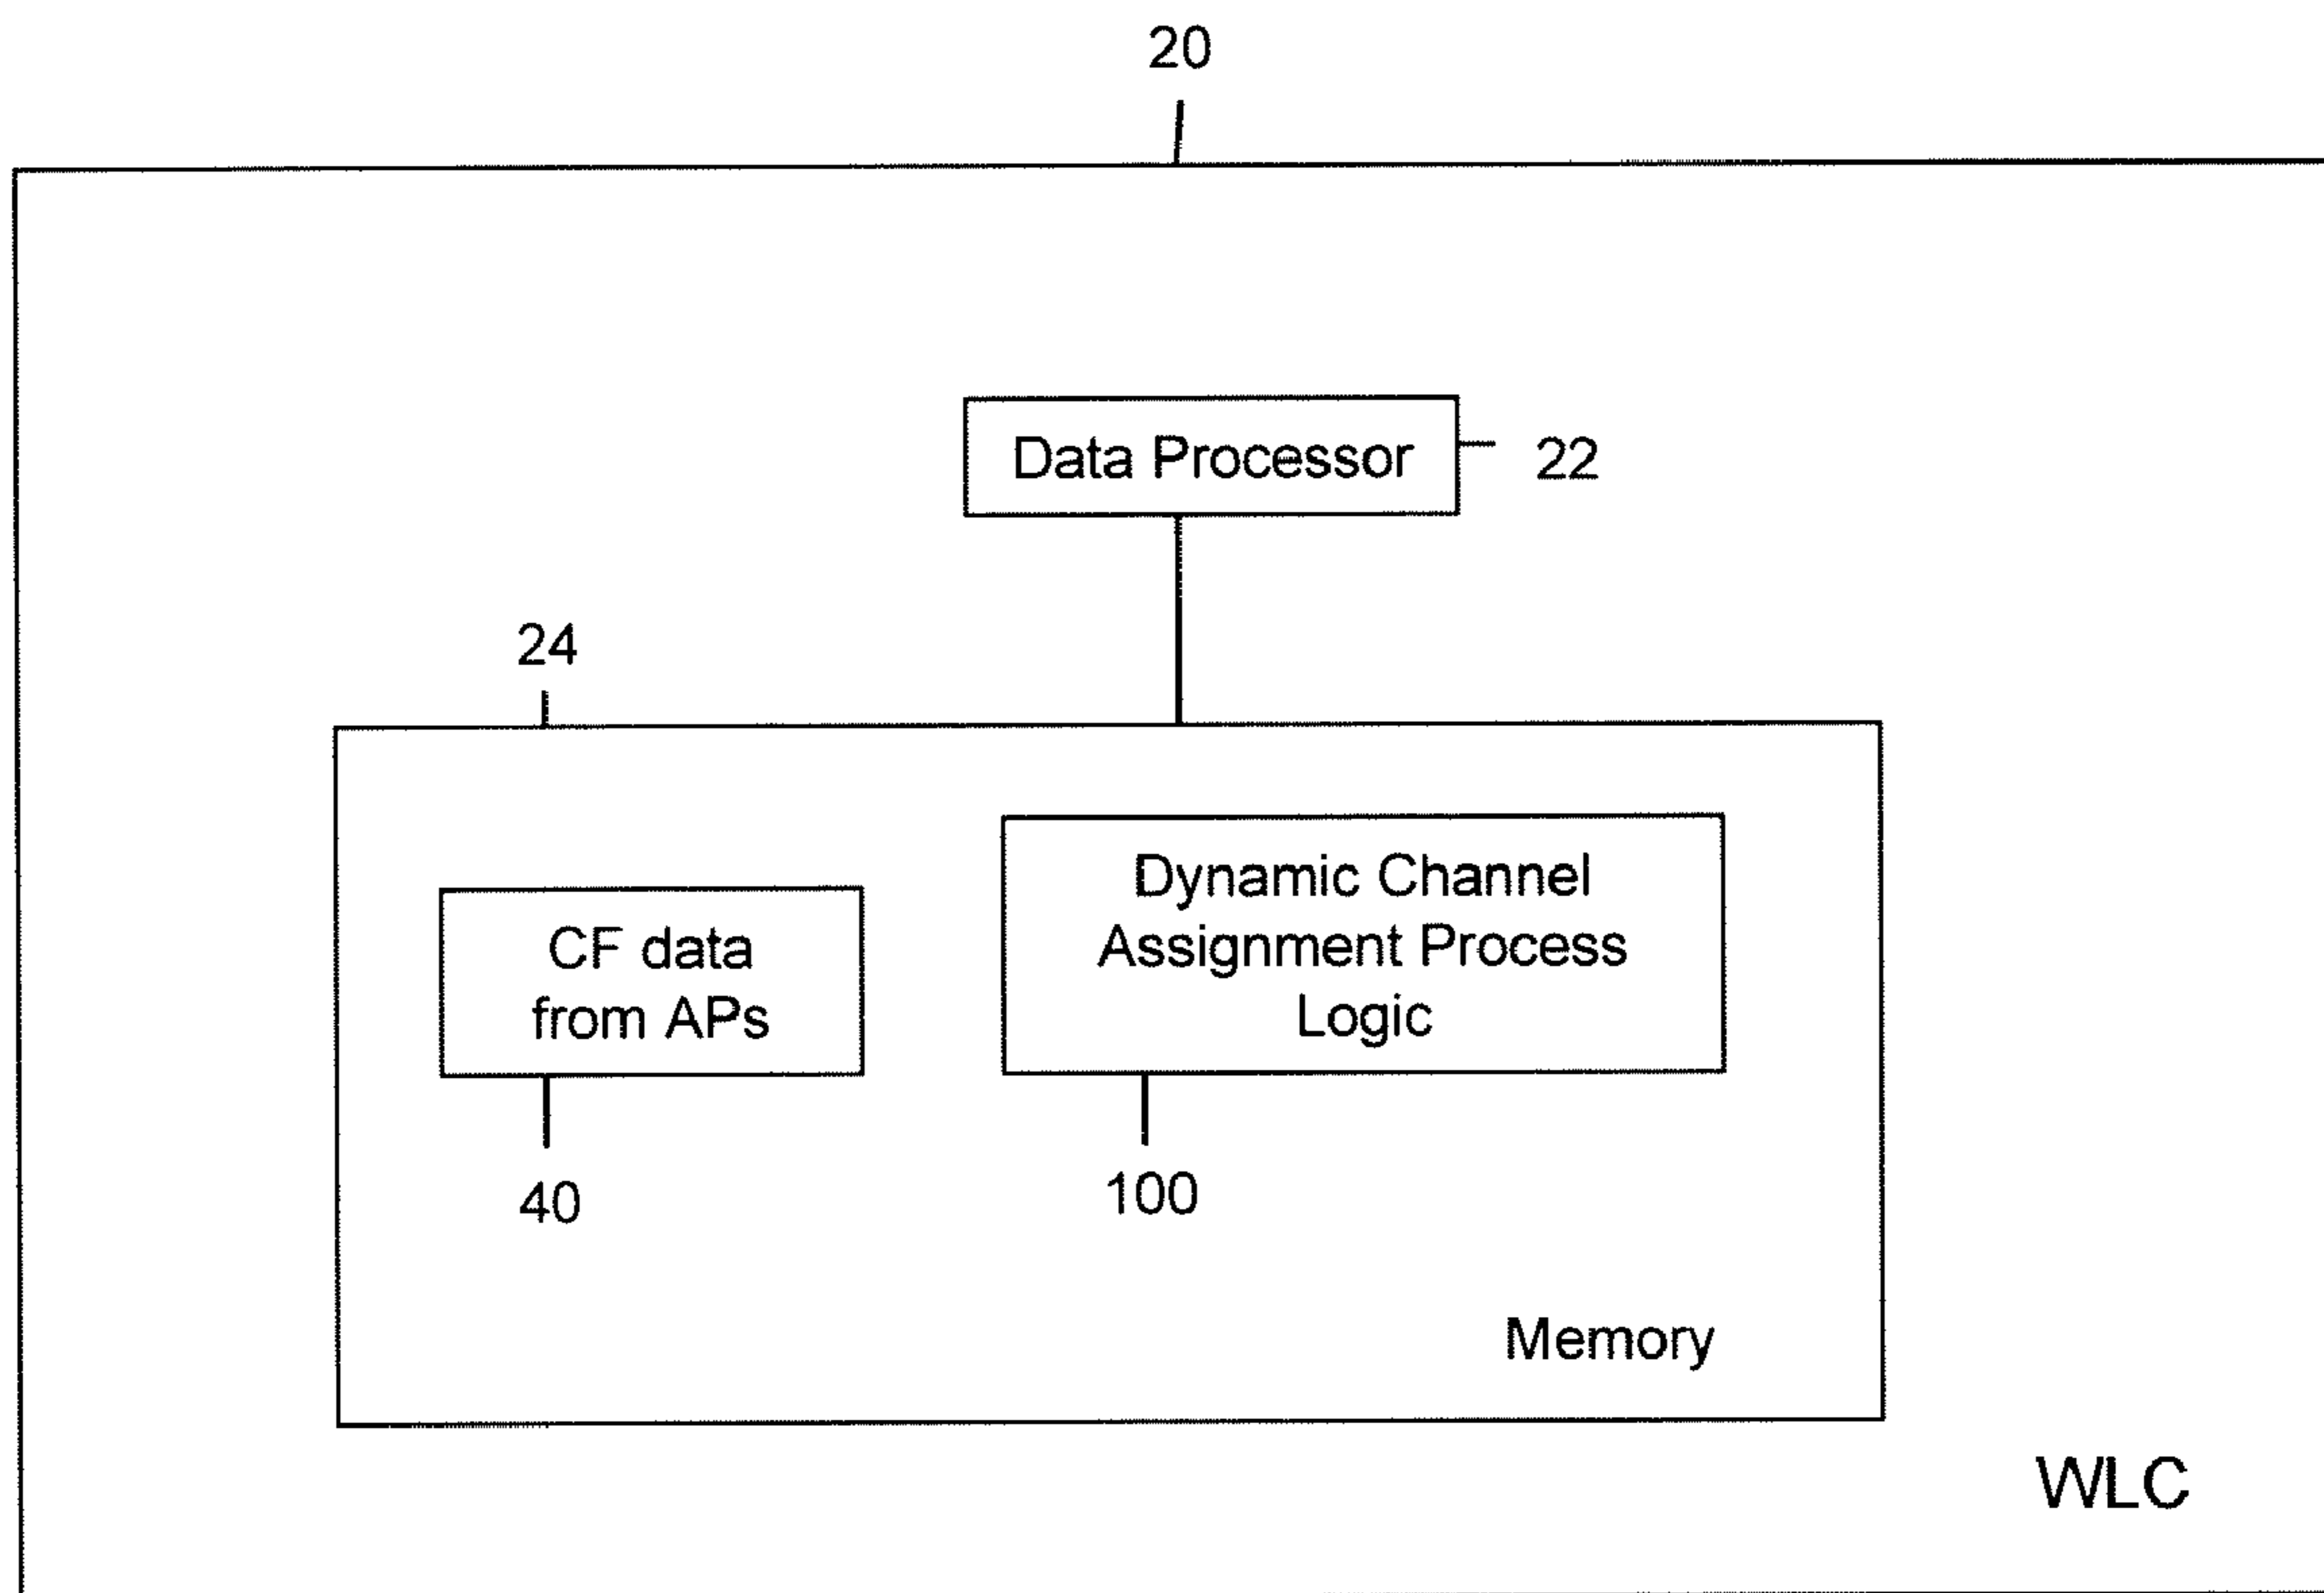 20
Data Processor
22
24
Dynamic Channel
Assignment Process
Logic
CF data
from APs
40
100
Memory
WLC